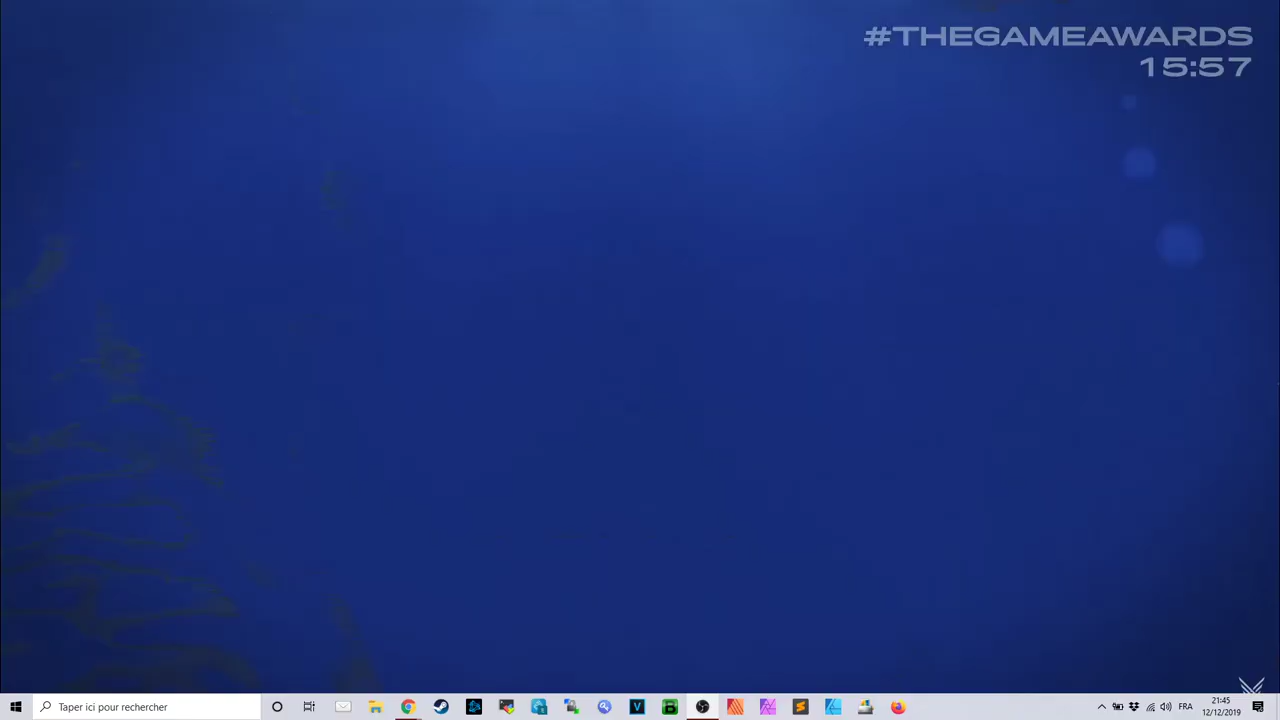 #THEGAMEAWARDS
15:57
Taper ici pour rechercher
FRA
21:45
12/12/2019